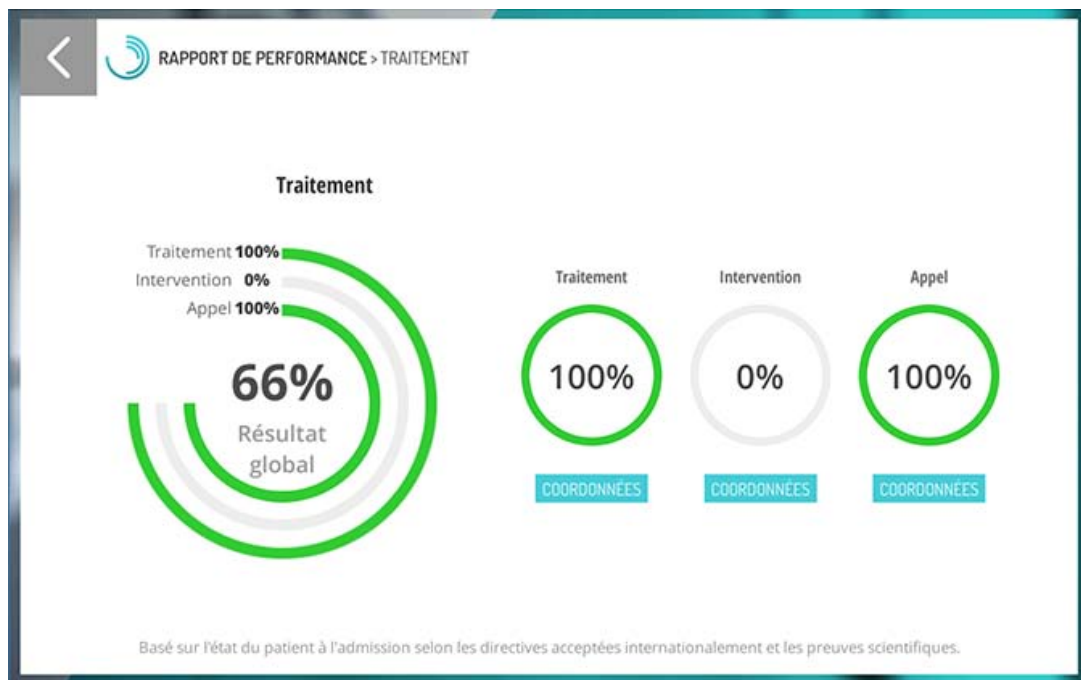 RAPPORT DE PERFORMANCE > TRAITEMENT
Traitement
Traitement 100%
Intervention 0%
Appel 100%
66%
Résultat
global
Traitement
Intervention
Appel
100%
0%
100%
COORDONNÉES
COORDONNÉES
COORDONNÉES
Basé sur l'état du patient à l'admission selon les directives acceptées internationalement et les preuves scientifiques.